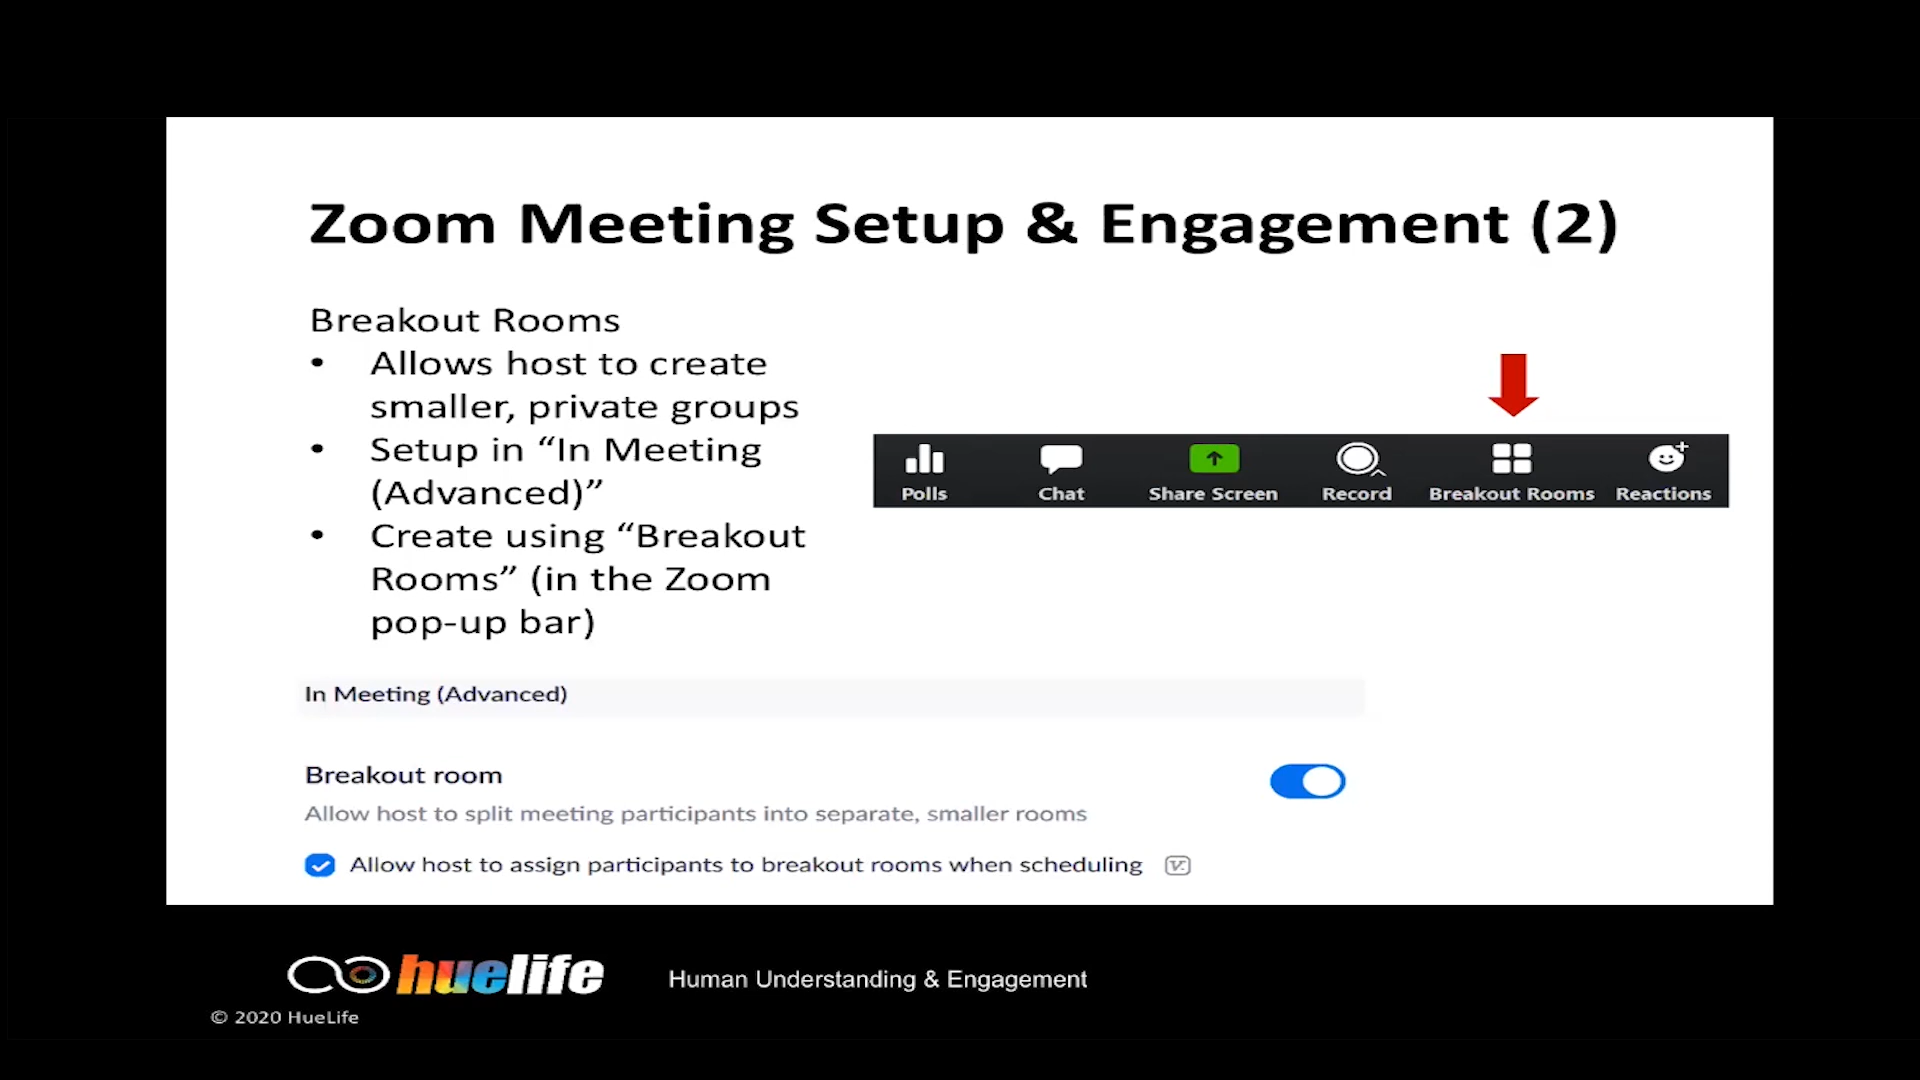 Zoom Meeting Setup & Engagement (2)
Breakout Rooms
• Allows host to create
smaller, private groups
• Setup in “In Meeting
(Advanced)”
• Create using “Breakout
Rooms” (in the Zoom
pop-up bar)
Polls
Chat
Share Screen
Record
Breakout Rooms
Reactions
In Meeting (Advanced)
Breakout room
Allow host to split meeting participants into separate, smaller rooms
Allow host to assign participants to breakout rooms when scheduling
huelife
Human Understanding & Engagement
© 2020 HueLife